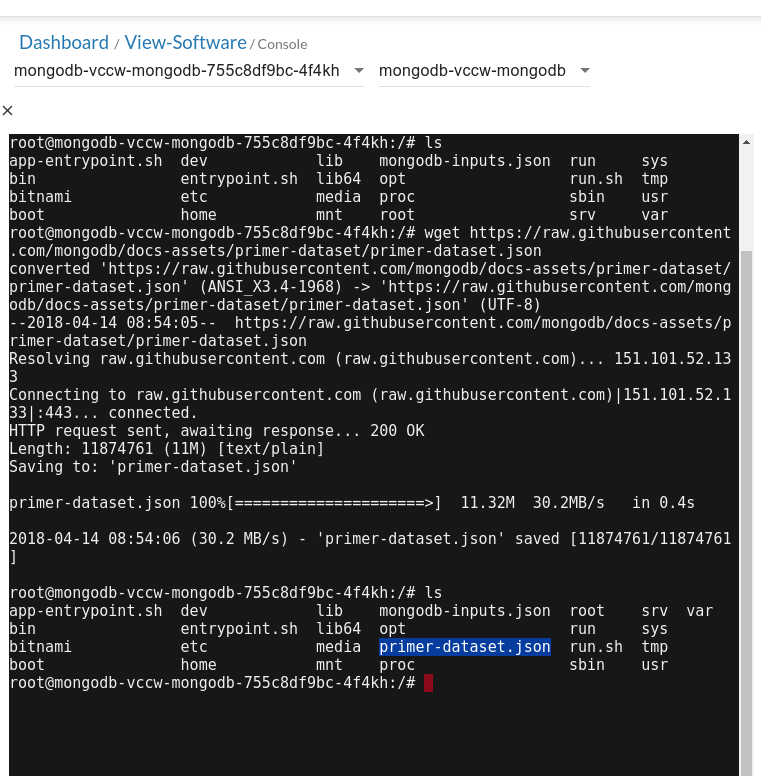 Dashboard / View-Software / Console
mongodb-vccw-mongodb-755c8df9bc-4f4kh mongodb-vccw-mongodb
×
root@mongodb-vccw-mongodb-755c8df9bc-4f4kh:/# ls
app-entrypoint.sh  dev            lib    mongodb-inputs.json  run     sys
bin                entrypoint.sh  lib64  opt                  run.sh  tmp
bitnami            etc            media  proc                 sbin    usr
boot               home           mnt    root                 srv     var
root@mongodb-vccw-mongodb-755c8df9bc-4f4kh:/# wget https://raw.githubusercontent
.com/mongodb/docs-assets/primer-dataset/primer-dataset.json
converted 'https://raw.githubusercontent.com/mongodb/docs-assets/primer-dataset/
primer-dataset.json' (ANSI_X3.4-1968) -> 'https://raw.githubusercontent.com/mong
odb/docs-assets/primer-dataset/primer-dataset.json' (UTF-8)
--2018-04-14 08:54:05--  https://raw.githubusercontent.com/mongodb/docs-assets/p
rimer-dataset/primer-dataset.json
Resolving raw.githubusercontent.com (raw.githubusercontent.com)... 151.101.52.13
3
Connecting to raw.githubusercontent.com (raw.githubusercontent.com)|151.101.52.1
33|:443... connected.
HTTP request sent, awaiting response... 200 OK
Length: 11874761 (11M) [text/plain]
Saving to: 'primer-dataset.json'
primer-dataset.json 100%[=====================>]  11.32M  30.2MB/s   in 0.4s
2018-04-14 08:54:06 (30.2 MB/s) - 'primer-dataset.json' saved [11874761/11874761
]
root@mongodb-vccw-mongodb-755c8df9bc-4f4kh:/# ls
app-entrypoint.sh  dev            lib    mongodb-inputs.json  root    srv  var
bin                entrypoint.sh  lib64  opt                  run     sys
bitnami            etc            media  primer-dataset.json  run.sh  tmp
boot               home           mnt    proc                 sbin    usr
root@mongodb-vccw-mongodb-755c8df9bc-4f4kh:/#